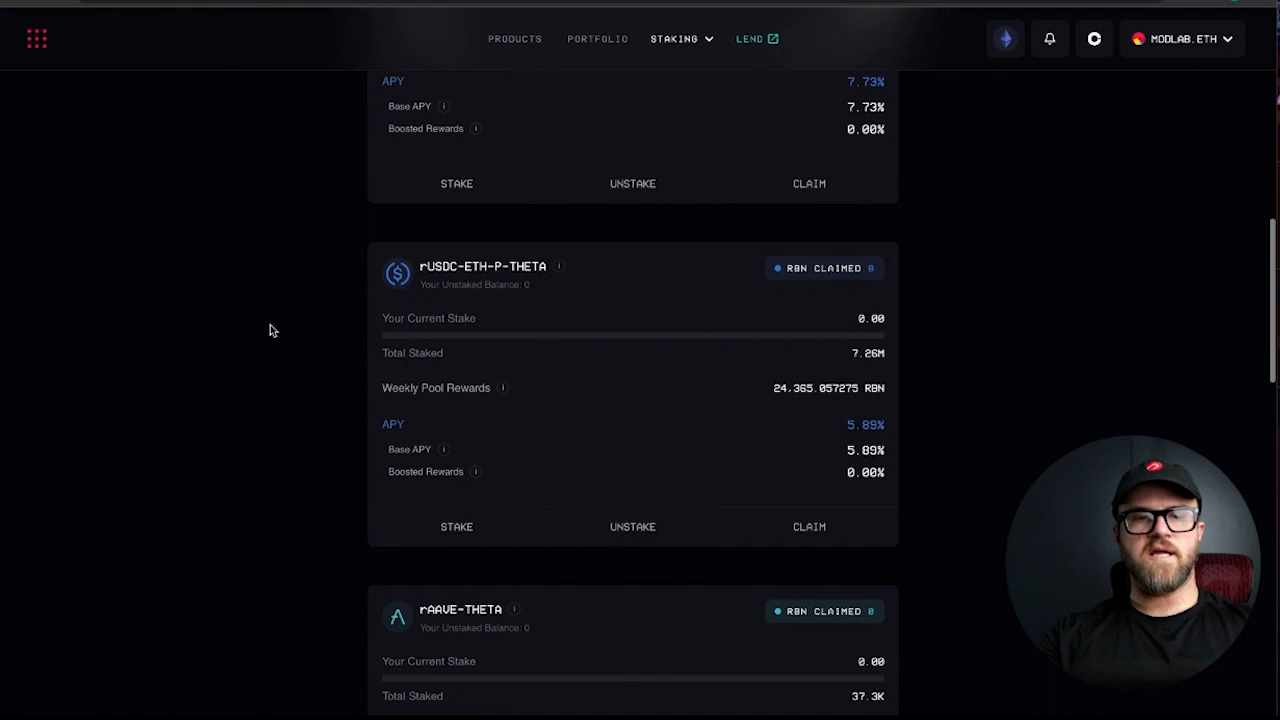 PRODUCTS PORTFOLIO STAKING LEND MODLAB.ETH
APY 7.73%
Base APY 7.73%
Boosted Rewards 0.00%
STAKE UNSTAKE CLAIM
rUSDC-ETH-P-THETA RBN CLAIMED 0
Your Unstaked Balance: 0
Your Current Stake 0.00
Total Staked 7.26M
Weekly Pool Rewards 24,365.057275 RBN
APY 5.89%
Base APY 5.89%
Boosted Rewards 0.00%
STAKE UNSTAKE CLAIM
rAAVE-THETA RBN CLAIMED 0
Your Unstaked Balance: 0
Your Current Stake 0.00
Total Staked 37.3K